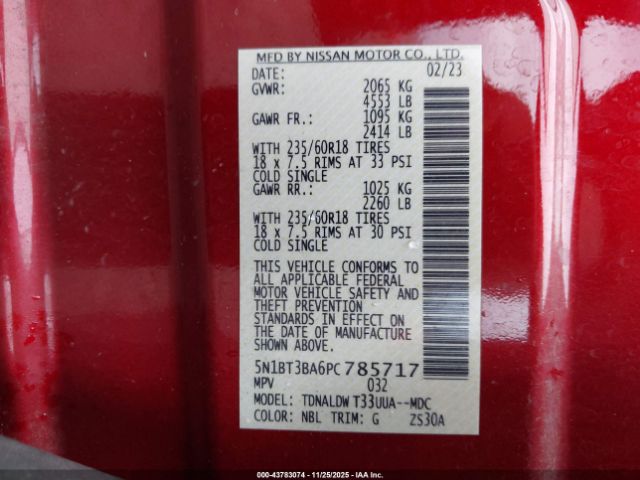 MFD BY NISSAN MOTOR CO., LTD.
DATE: 02/23
GVWR: 2065 KG
4553 LB
GAWR FR.: 1095 KG
2414 LB
WITH 235/60R18 TIRES
18 x 7.5 RIMS AT 33 PSI
COLD SINGLE
GAWR RR.: 1025 KG
2260 LB
WITH 235/60R18 TIRES
18 x 7.5 RIMS AT 30 PSI
COLD SINGLE
THIS VEHICLE CONFORMS TO
ALL APPLICABLE FEDERAL
MOTOR VEHICLE SAFETY AND
THEFT PREVENTION
STANDARDS IN EFFECT ON
THE DATE OF MANUFACTURE
SHOWN ABOVE.
5N1BT3BA6PC785717
MPV 032
MODEL: TDNALDW T33UUA--MDC
COLOR: NBL TRIM: G ZS30A
000-43783074 - 11/25/2025 - IAA, Inc.